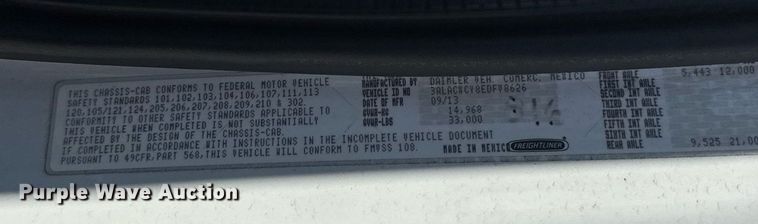 THIS CHASSIS-CAB CONFORMS TO FEDERAL MOTOR VEHICLE
SAFETY STANDARDS 101,102,103,104,106,107,111,113
120,105/121,124,205,206,207,208,209,210 & 302.
CONFORMITY TO OTHER SAFETY STANDARDS APPLICABLE TO
THIS VEHICLE WHEN COMPLETED IS NOT SUBSTANTIALLY
AFFECTED BY THE DESIGN OF THE CHASSIS-CAB.
IF COMPLETED IN ACCORDANCE WITH INSTRUCTIONS IN THE INCOMPLETE VEHICLE DOCUMENT
PURSUANT TO 49CFR, PART 568,THIS VEHICLE WILL CONFORM TO FMVSS 108.
MANUFACTURED BY DAIMLER VEH. COMERC. MEXICO
VEHICLE ID NO 3ALACWCY8EDFV8626
DATE OF MFR 09/13
GVWR-KG 14,968
GVWR-LBS 33,000
MADE IN MEXICO
FREIGHTLINER
FRONT AXLE 5,443 12,000
FIRST INT AXLE
SECOND INT AXLE
THIRD INT AXLE
FOURTH INT AXLE
FIFTH INT AXLE
SIXTH INT AXLE
REAR AXLE 9,525 21,00
Purple Wave Auction